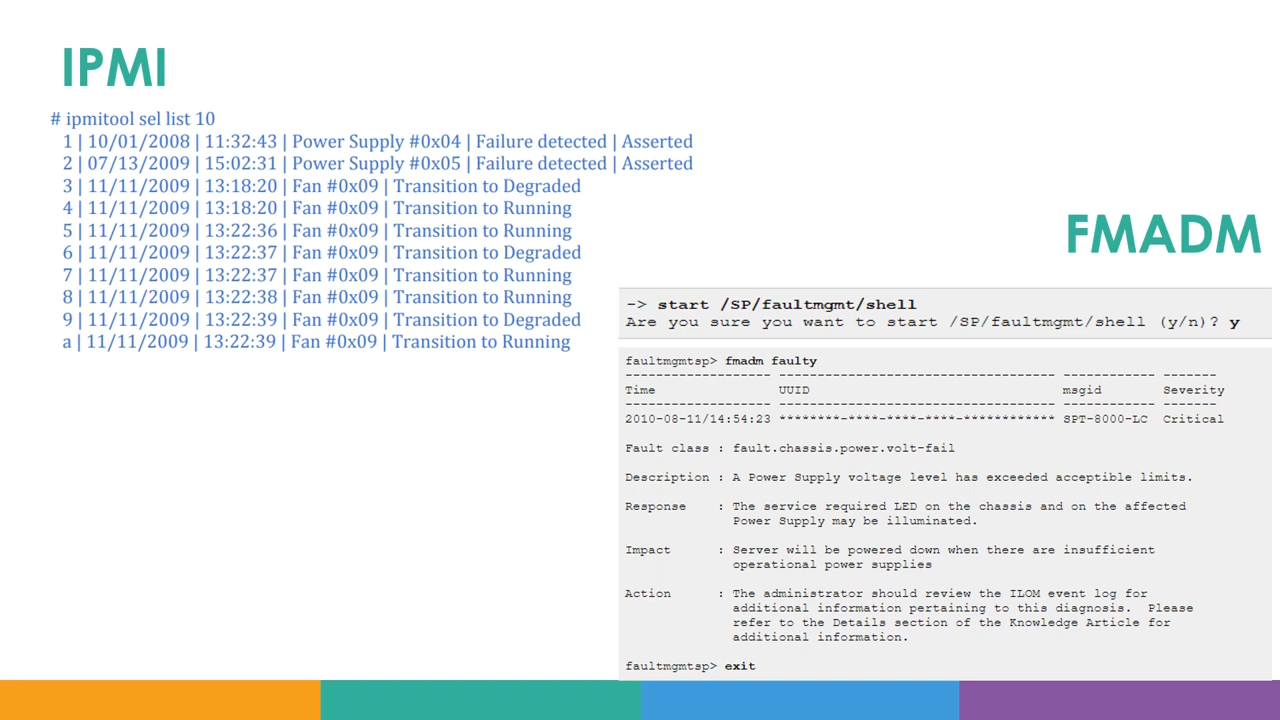 IPMI
# ipmitool sel list 10
1 | 10/01/2008 | 11:32:43 | Power Supply #0x04 | Failure detected | Asserted
2 | 07/13/2009 | 15:02:31 | Power Supply #0x05 | Failure detected | Asserted
3 | 11/11/2009 | 13:18:20 | Fan #0x09 | Transition to Degraded
4 | 11/11/2009 | 13:18:20 | Fan #0x09 | Transition to Running
5 | 11/11/2009 | 13:22:36 | Fan #0x09 | Transition to Running
6 | 11/11/2009 | 13:22:37 | Fan #0x09 | Transition to Degraded
7 | 11/11/2009 | 13:22:37 | Fan #0x09 | Transition to Running
8 | 11/11/2009 | 13:22:38 | Fan #0x09 | Transition to Running
9 | 11/11/2009 | 13:22:39 | Fan #0x09 | Transition to Degraded
a | 11/11/2009 | 13:22:39 | Fan #0x09 | Transition to Running
FMADM
-> start /SP/faultmgmt/shell
Are you sure you want to start /SP/faultmgmt/shell (y/n)? y
faultmgmtsp> fmadm faulty
------------------- ------------------------------------ ------------ -------
Time UUID msgid Severity
------------------- ------------------------------------ ------------ -------
2010-08-11/14:54:23 ********-****-****-****-************ SPT-8000-LC Critical
Fault class : fault.chassis.power.volt-fail
Description : A Power Supply voltage level has exceeded acceptible limits.
Response : The service required LED on the chassis and on the affected
Power Supply may be illuminated.
Impact : Server will be powered down when there are insufficient
operational power supplies
Action : The administrator should review the ILOM event log for
additional information pertaining to this diagnosis. Please
refer to the Details section of the Knowledge Article for
additional information.
faultmgmtsp> exit